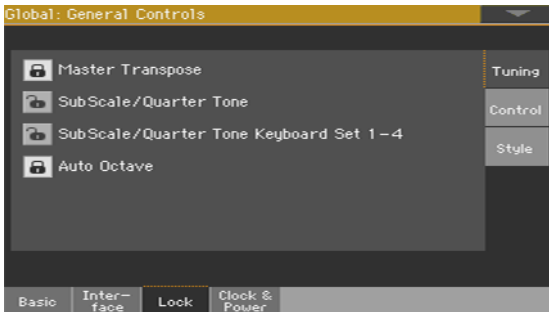 Global: General Controls
Master Transpose
Tuning
SubScale/Quarter Tone
Control
SubScale/Quarter Tone Keyboard Set 1-4
Style
Auto Octave
Basic
Inter-
face
Lock
Clock &
Power